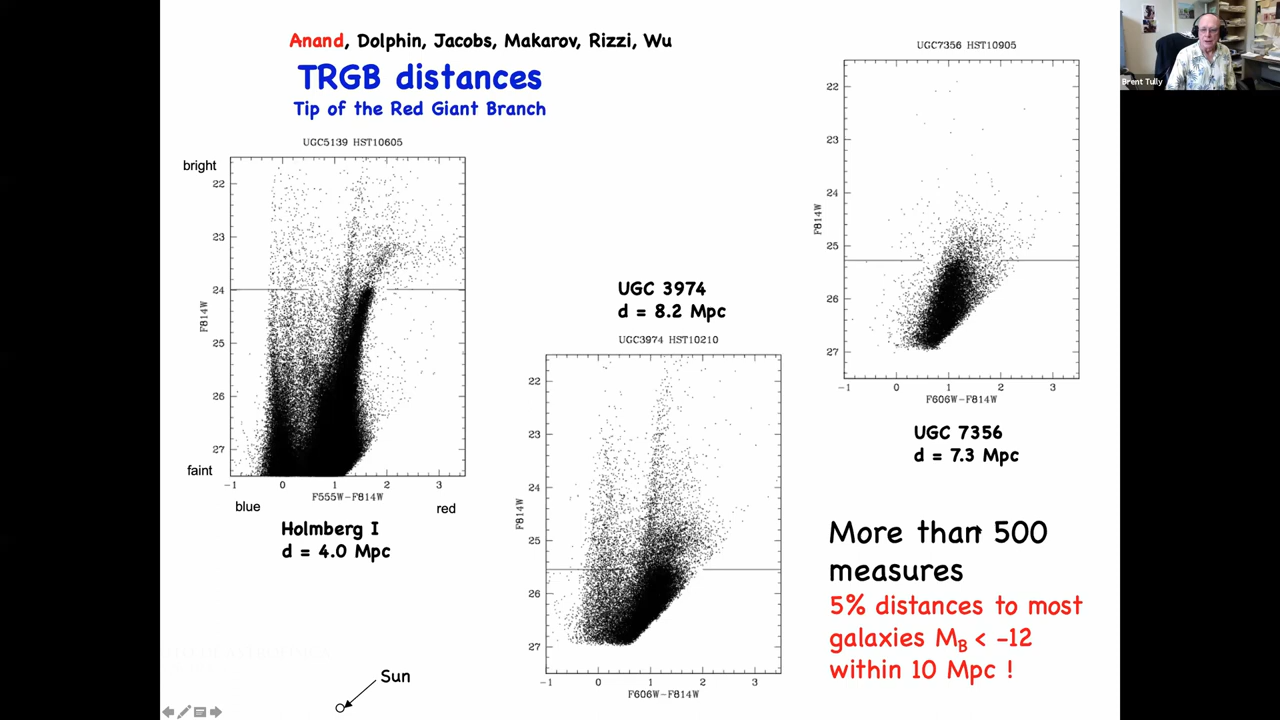 Anand, Dolphin, Jacobs, Makarov, Rizzi, Wu
TRGB distances
Tip of the Red Giant Branch
UGC5139 HST10605
bright
22
23
24
25
26
27
F814W
faint
-1 0 1 2 3
F555W-F814W
blue
red
Holmberg I
d = 4.0 Mpc
UGC 3974
d = 8.2 Mpc
UGC3974 HST10210
22
23
24
25
26
27
F814W
-1 0 1 2 3
F606W-F814W
UGC7356 HST10905
22
23
24
25
26
27
F814W
-1 0 1 2 3
F606W-F814W
UGC 7356
d = 7.3 Mpc
More than 500
measures
5% distances to most
galaxies MB < -12
within 10 Mpc !
Sun
Brent Tully